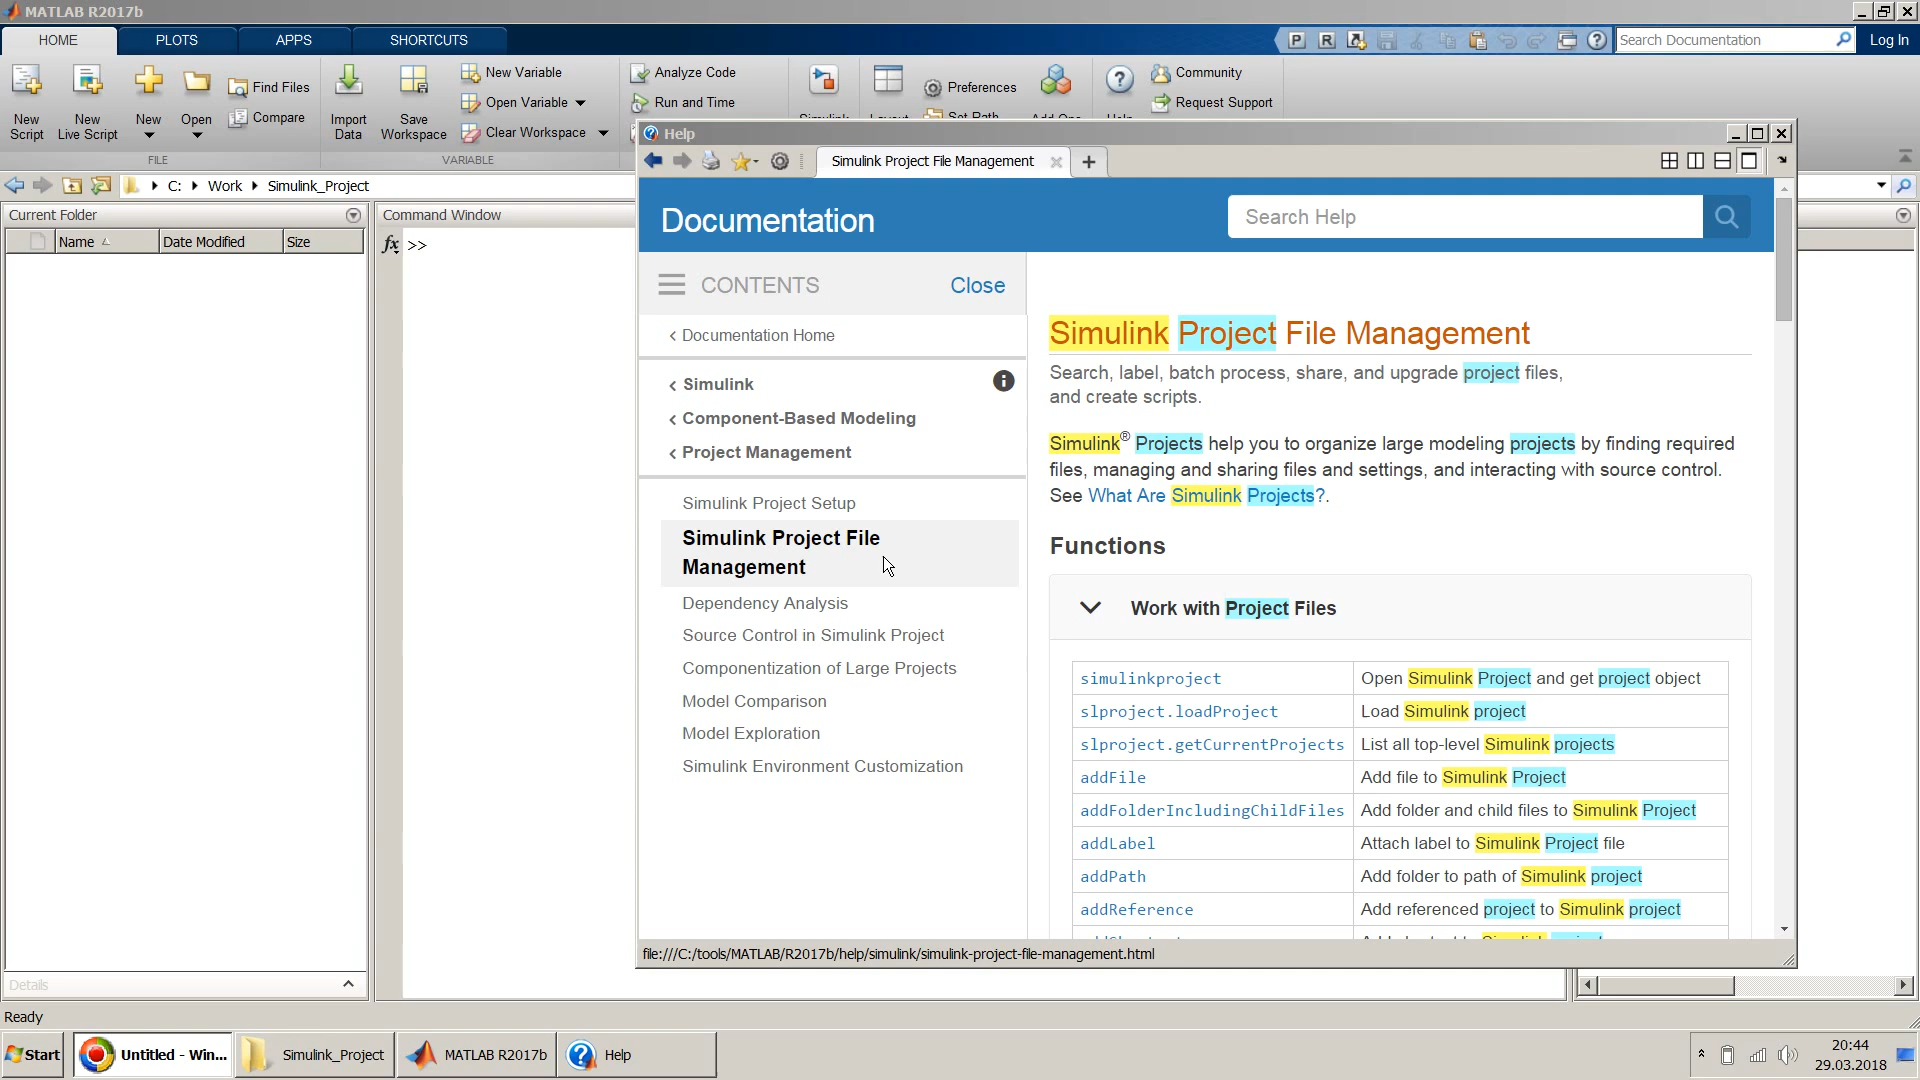 MATLAB R2017b
HOME
PLOTS
APPS
SHORTCUTS
Search Documentation
Log In
New Script
New Live Script
New
Open
Find Files
Compare
Import Data
Save Workspace
New Variable
Open Variable
Clear Workspace
Analyze Code
Run and Time
Preferences
Community
Request Support
FILE
VARIABLE
Help
Simulink Project File Management
C: Work Simulink_Project
Current Folder
Command Window
Name
Date Modified
Size
fx >>
Documentation
Search Help
CONTENTS
Close
‹ Documentation Home
‹ Simulink
‹ Component-Based Modeling
‹ Project Management
Simulink Project Setup
Simulink Project File
Management
Dependency Analysis
Source Control in Simulink Project
Componentization of Large Projects
Model Comparison
Model Exploration
Simulink Environment Customization
Simulink Project File Management
Search, label, batch process, share, and upgrade project files,
and create scripts.
Simulink® Projects help you to organize large modeling projects by finding required
files, managing and sharing files and settings, and interacting with source control.
See What Are Simulink Projects?.
Functions
Work with Project Files
simulinkproject Open Simulink Project and get project object
slproject.loadProject Load Simulink project
slproject.getCurrentProjects List all top-level Simulink projects
addFile Add file to Simulink Project
addFolderIncludingChildFiles Add folder and child files to Simulink Project
addLabel Attach label to Simulink Project file
addPath Add folder to path of Simulink project
addReference Add referenced project to Simulink project
file:///C:/tools/MATLAB/R2017b/help/simulink/simulink-project-file-management.html
Details
Ready
Start
Untitled - Win...
Simulink_Project
MATLAB R2017b
Help
20:44
29.03.2018